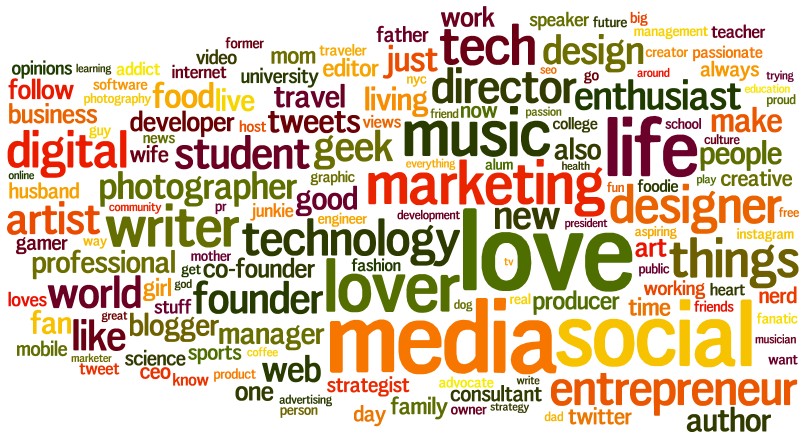 work
speaker
future
big
management
teacher
father
former
video
mom
traveler
just
tech
design
creator
passionate
opinions
learning
addict
internet
university
editor
nyc
director
seo
go
around
always
trying
follow
software
photography
food
live
travel
living
friend
now
passion
enthusiast
education
proud
business
guy
developer
host
tweets
views
music
college
life
school
make
digital
news
wife
student
geek
everything
alum
also
health
culture
people
online
husband
photographer
graphic
good
marketing
fun
foodie
play
creative
artist
community
pr
junkie
engineer
development
new
president
designer
free
gamer
way
writer
technology
love
tv
aspiring
instagram
professional
mother
get
co-founder
fashion
art
public
things
loves
world
girl
god
stuff
founder
lover
dog
real
producer
working
heart
time
friends
nerd
fan
like
great
blogger
manager
media
social
fanatic
musician
mobile
marketer
tweet
science
sports
coffee
ceo
know
product
web
want
one
advertising
person
strategist
advocate
write
consultant
entrepreneur
day
family
owner
strategy
dad
twitter
author